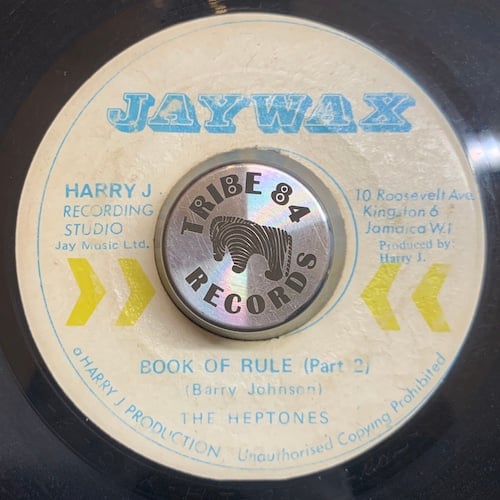 JAYWAX
HARRY J
RECORDING
STUDIO
Jay Music Ltd.
TRIBE 84
RECORDS
10 Roosevelt Ave.
Kingston 6
Jamaica W.I
Produced by:
Harry J.
BOOK OF RULE (Part 2)
(Barry Johnson)
THE HEPTONES
a HARRY J PRODUCTION Unauthorised Copying Prohibited